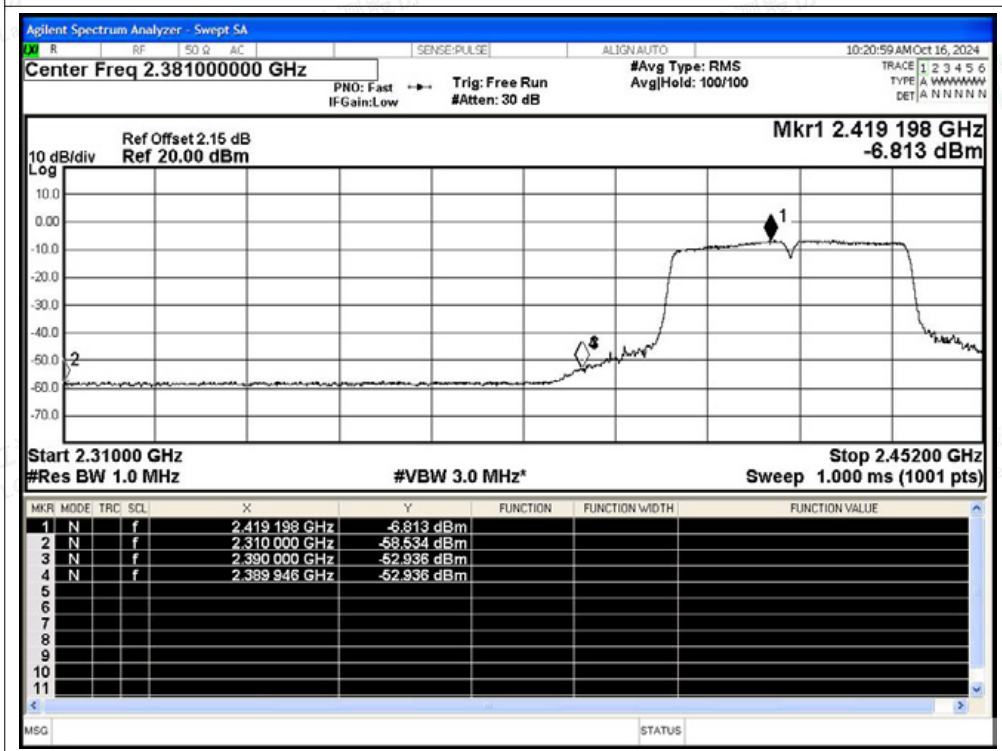 Agilent Spectrum Analyzer - Swept SA
R RF 50 Ω AC SENSE:PULSE ALIGN AUTO 10:20:59 AM Oct 16, 2024
Center Freq 2.381000000 GHz
PNO: Fast
IFGain:Low
Trig: Free Run
#Atten: 30 dB
#Avg Type: RMS
Avg|Hold: 100/100
TRACE 1 2 3 4 5 6
TYPE A WWWWW
DET A N N N N N
Ref Offset 2.15 dB
10 dB/div Ref 20.00 dBm
Log
Mkr1 2.419 198 GHz
-6.813 dBm
10.0
0.00
-10.0
-20.0
-30.0
-40.0
-50.0
-60.0
-70.0
1
2
Start 2.31000 GHz Stop 2.45200 GHz
#Res BW 1.0 MHz #VBW 3.0 MHz* Sweep 1.000 ms (1001 pts)
MKR MODE TRC SCL X Y FUNCTION FUNCTION WIDTH FUNCTION VALUE
1 N f 2.419 198 GHz -6.813 dBm
2 N f 2.310 000 GHz -58.534 dBm
3 N f 2.390 000 GHz -52.936 dBm
4 N f 2.389 946 GHz -52.936 dBm
5
6
7
8
9
10
11
MSG STATUS